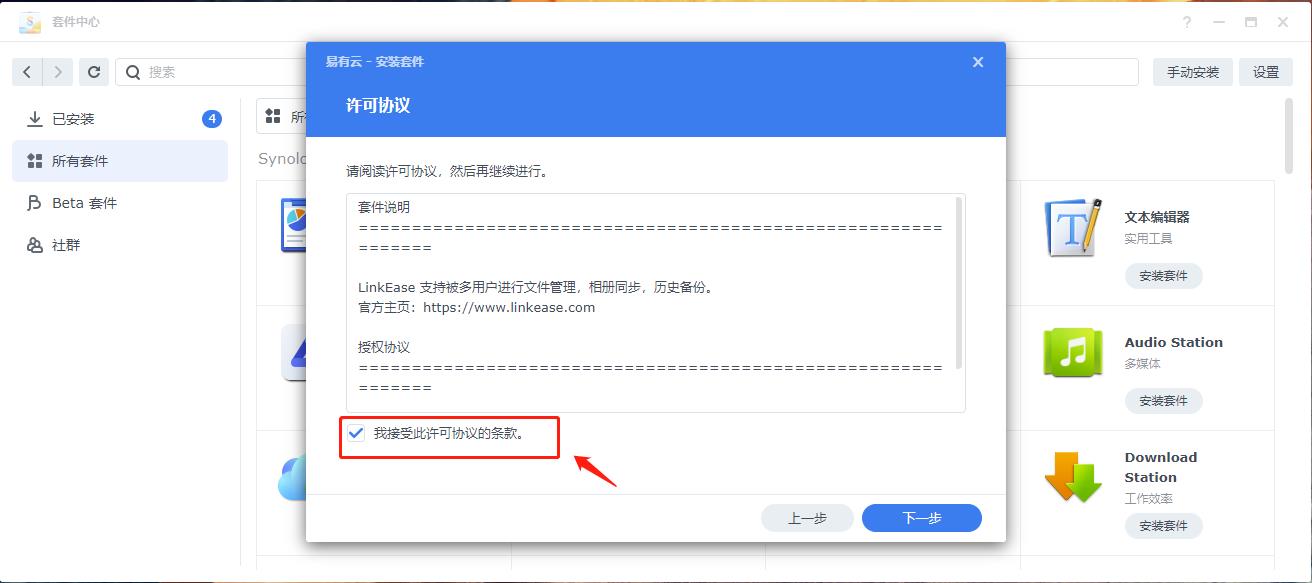 套件中心
易有云 - 安装套件
搜索
手动安装
设置
许可协议
已安装
4
所有套件
Beta 套件
社群
请阅读许可协议，然后再继续进行。
套件说明
=======================================================
=======
LinkEase 支持被多用户进行文件管理，相册同步，历史备份。
官方主页：https://www.linkease.com
授权协议
=======================================================
=======
我接受此许可协议的条款。
上一步
下一步
文本编辑器
实用工具
安装套件
Audio Station
多媒体
安装套件
Download
Station
工作效率
安装套件